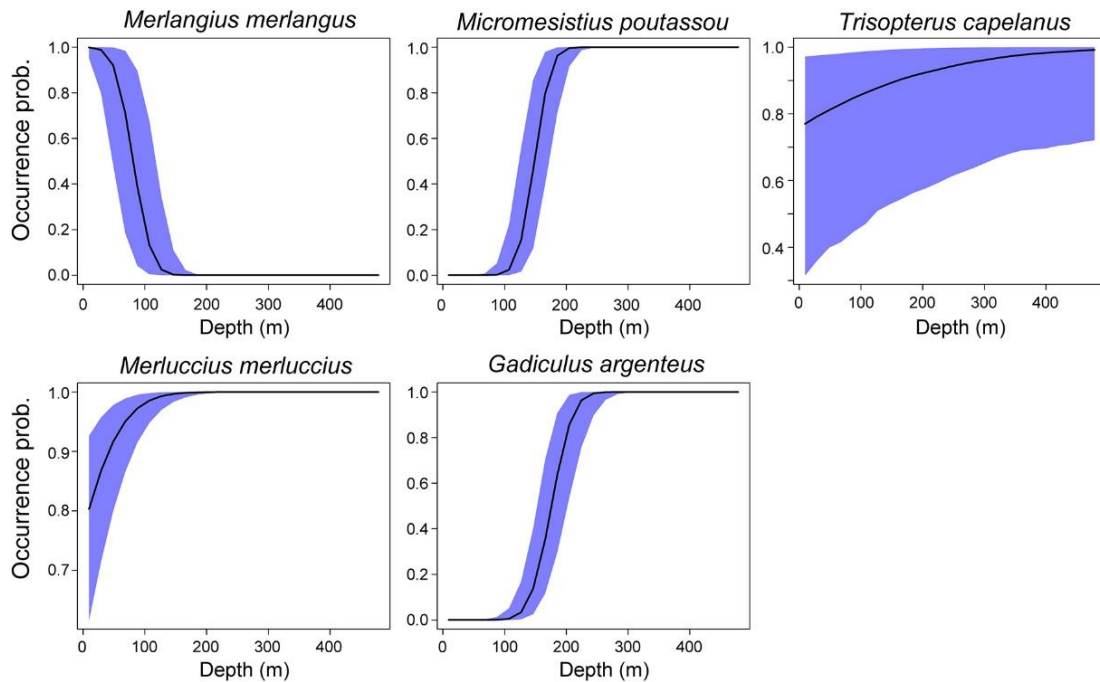 Merlangius merlangus
Micromesistius poutassou
Trisopterus capelanus
Occurrence prob.
1.0
0.8
0.6
0.4
0.2
0.0
0 100 200 300 400
Depth (m)
1.0
0.8
0.6
0.4
0.2
0.0
0 100 200 300 400
Depth (m)
1.0
0.8
0.6
0.4
0 100 200 300 400
Depth (m)
Merluccius merluccius
Gadiculus argenteus
Occurrence prob.
1.0
0.9
0.8
0.7
0 100 200 300 400
Depth (m)
1.0
0.8
0.6
0.4
0.2
0.0
0 100 200 300 400
Depth (m)